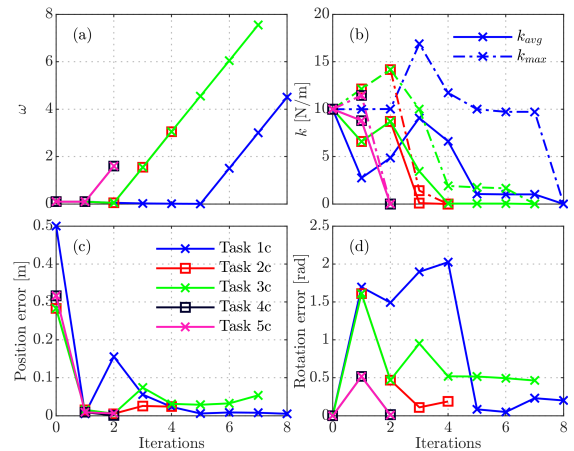 (a)
8
6
4
2
0
ω
(b)
k_avg
k_max
20
15
10
5
0
k [N/m]
(c)
Task 1c
Task 2c
Task 3c
Task 4c
Task 5c
0.5
0.4
0.3
0.2
0.1
0
Position error [m]
0 2 4 6 8
Iterations
(d)
2.5
2
1.5
1
0.5
0
Rotation error [rad]
0 2 4 6 8
Iterations